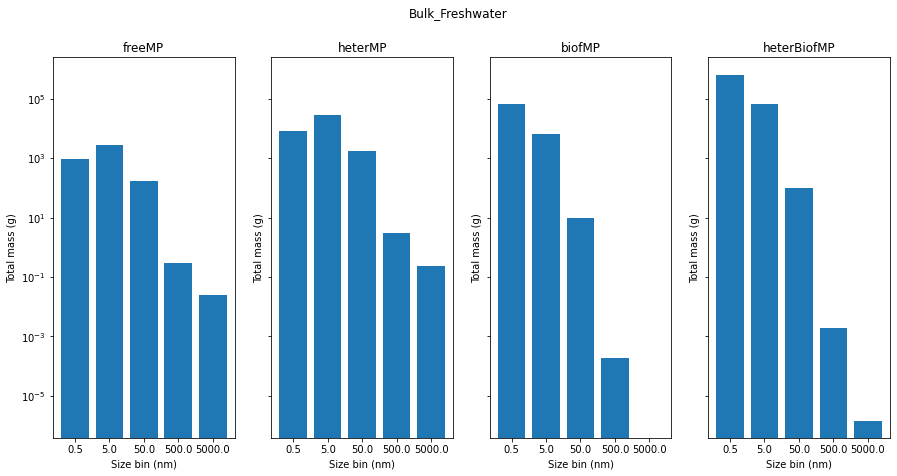 Bulk_Freshwater
freeMP
heterMP
biofMP
heterBiofMP
Total mass (g)
10^5
10^3
10^1
10^-1
10^-3
10^-5
0.5 5.0 50.0 500.0 5000.0
Size bin (nm)
Total mass (g)
0.5 5.0 50.0 500.0 5000.0
Size bin (nm)
Total mass (g)
0.5 5.0 50.0 500.0 5000.0
Size bin (nm)
Total mass (g)
0.5 5.0 50.0 500.0 5000.0
Size bin (nm)